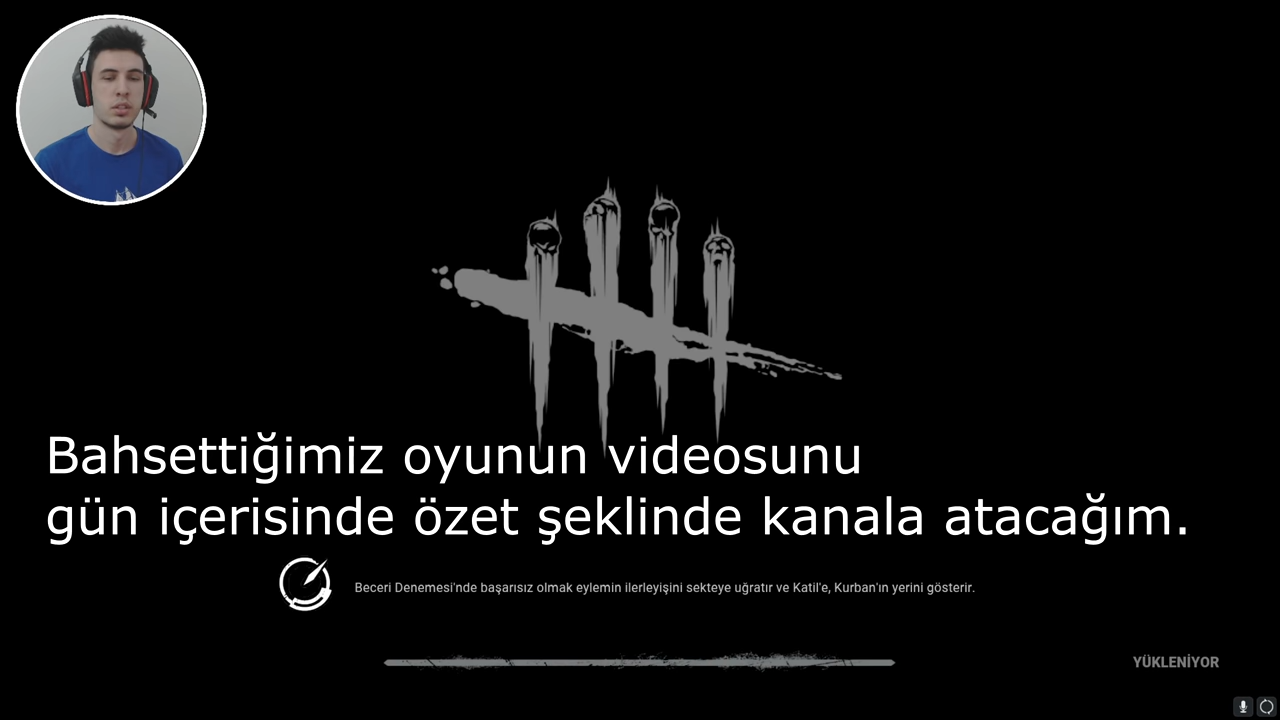 Bahsettiğimiz oyunun videosunu
gün içerisinde özet şeklinde kanala atacağım.
Beceri Denemesi'nde başarısız olmak eylemin ilerleyişini sekteye uğratır ve Katil'e, Kurban'ın yerini gösterir.
YÜKLENİYOR